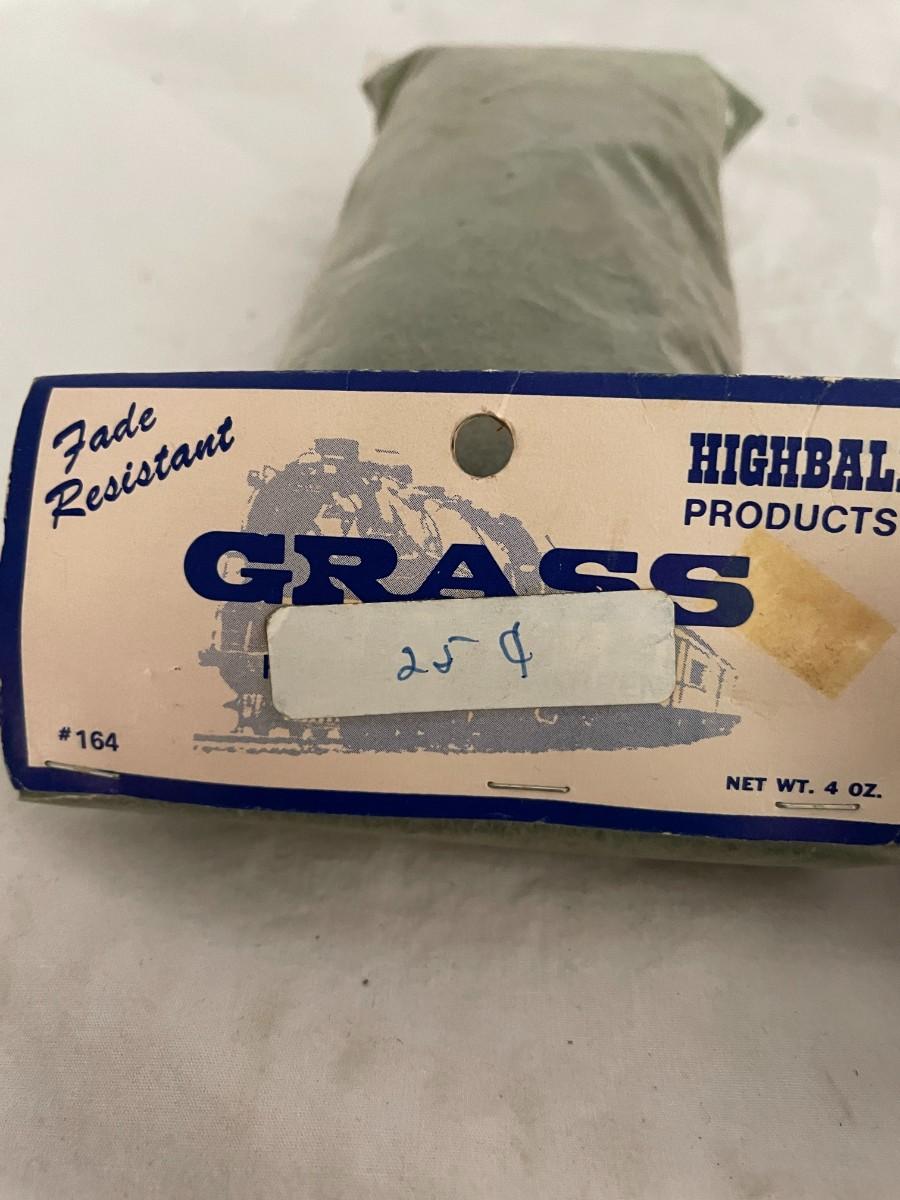 Fade
Resistant
HIGHBAL
PRODUCTS
GRASS
25 ¢
#164
NET WT. 4 OZ.